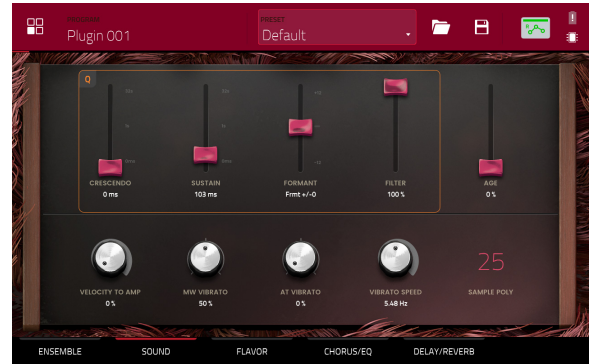 Plugin 001
PRESET
Default
Q
CRESCENDO
0 ms
SUSTAIN
103 ms
FORMANT
Frmt +/-0
FILTER
100 %
AGE
0 %
VELOCITY TO AMP
0 %
MW VIBRATO
50 %
AT VIBRATO
0 %
VIBRATO SPEED
5.48 Hz
25
SAMPLE POLY
ENSEMBLE
SOUND
FLAVOR
CHORUS/EQ
DELAY/REVERB